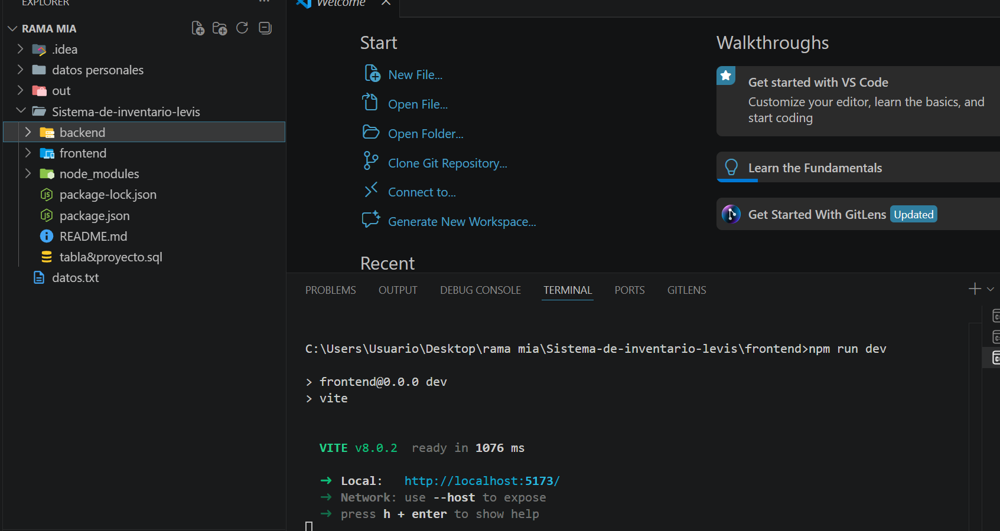 EXPLORER
RAMA MIA
.idea
datos personales
out
Sistema-de-inventario-levis
backend
frontend
node_modules
package-lock.json
package.json
README.md
tabla&proyecto.sql
datos.txt
Welcome
Start
New File...
Open File...
Open Folder...
Clone Git Repository...
Connect to...
Generate New Workspace...
Recent
Walkthroughs
Get started with VS Code
Customize your editor, learn the basics, and
start coding
Learn the Fundamentals
Get Started With GitLens Updated
PROBLEMS OUTPUT DEBUG CONSOLE TERMINAL PORTS GITLENS
C:\Users\Usuario\Desktop\rama mia\Sistema-de-inventario-levis\frontend>npm run dev
> frontend@0.0.0 dev
> vite
VITE v8.0.2 ready in 1076 ms
➜ Local: http://localhost:5173/
➜ Network: use --host to expose
➜ press h + enter to show help